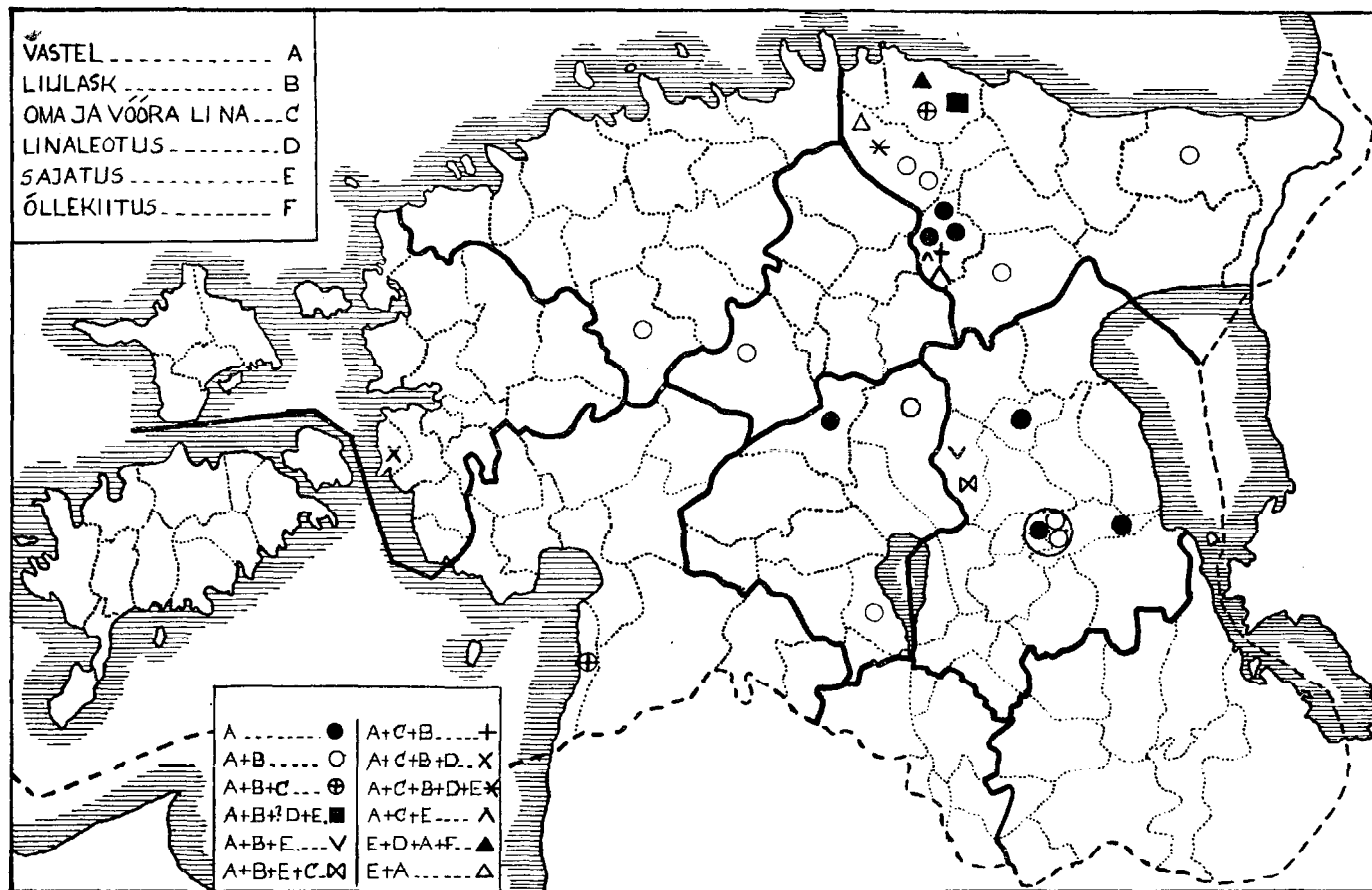 VASTEL ............ A
LIULASK ............ B
OMA JA VÕÕRA LINA ... C
LINALEOTUS ........ D
SAJATUS ............ E
ÕLLEKIITUS ......... F
A ........ ●
A+B ..... ○
A+B+C ... ⊕
A+B+?D+E. ■
A+B+E .... V
A+B+E+C.. ⋈
A+C+B ..... +
A+C+B+D.. X
A+C+B+D+E ✶
A+C+E .... ʌ
E+D+A+F.. ▲
E+A ...... △